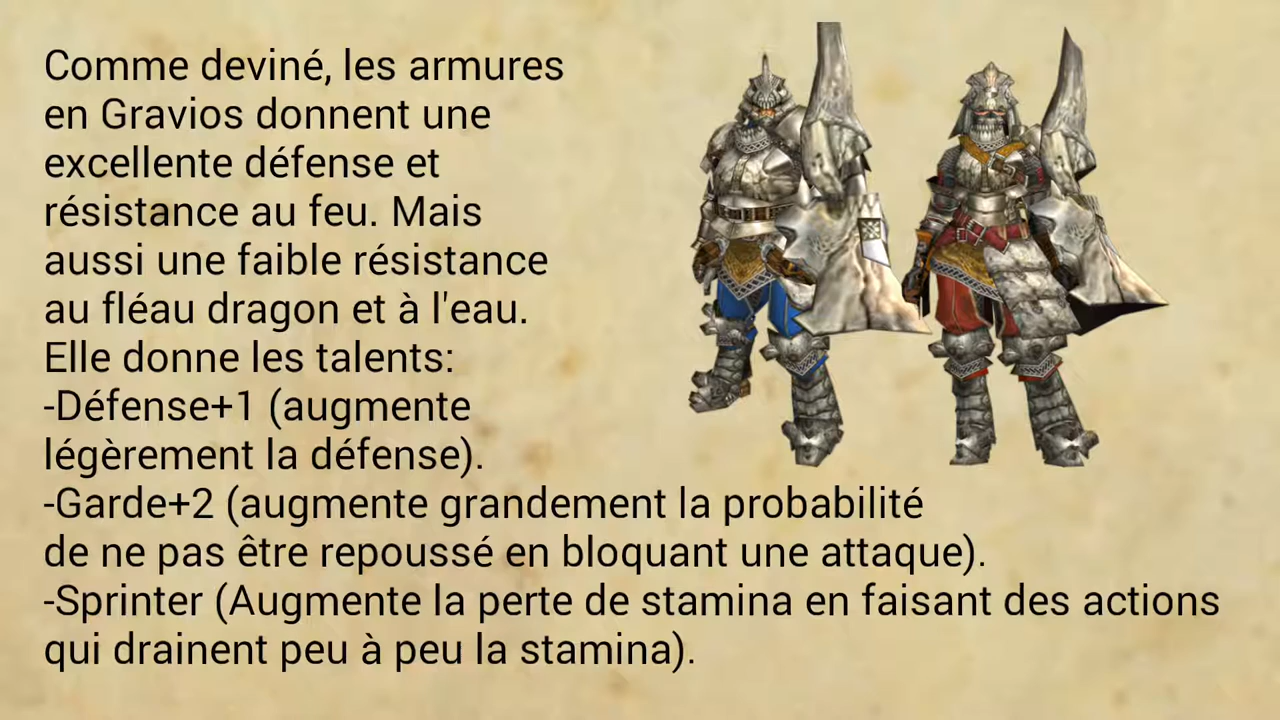 Comme deviné, les armures
en Gravios donnent une
excellente défense et
résistance au feu. Mais
aussi une faible résistance
au fléau dragon et à l'eau.
Elle donne les talents:
-Défense+1 (augmente
légèrement la défense).
-Garde+2 (augmente grandement la probabilité
de ne pas être repoussé en bloquant une attaque).
-Sprinter (Augmente la perte de stamina en faisant des actions
qui drainent peu à peu la stamina).